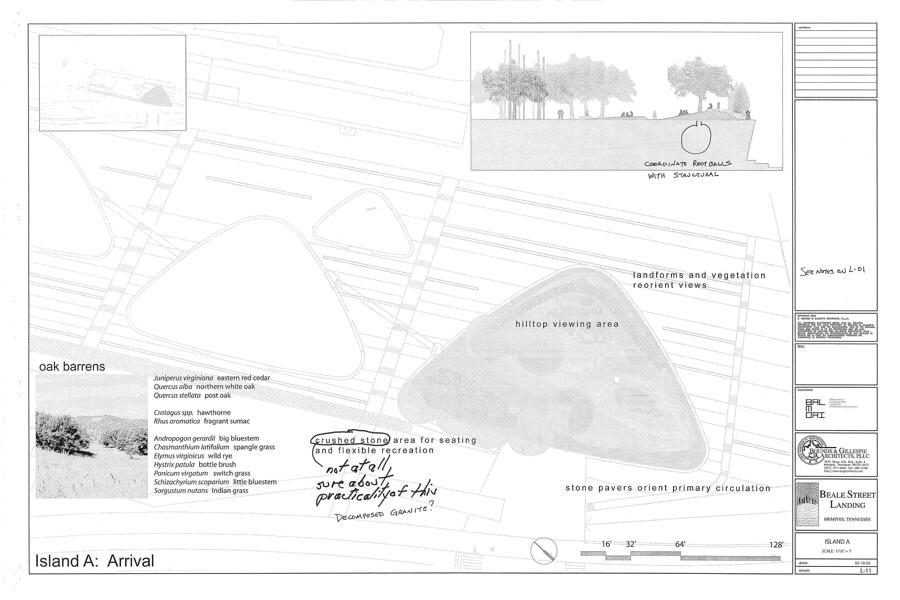 COORDINATE ROOTBALLS
WITH STRUCTURAL
landforms and vegetation
reorient views
hilltop viewing area
oak barrens
Juniperus virginiana eastern red cedar
Quercus alba northern white oak
Quercus stellata post oak
Cratagus spp. hawthorne
Rhus aromatica fragrant sumac
Andropogon gerardii big bluestem
Chasmanthium latifolium spangle grass
Elymus virginicus wild rye
Hystrix patula bottle brush
Panicum virgatum switch grass
Schizachyrium scoparium little bluestem
Sorgastum nutans Indian grass
crushed stone area for seating
and flexible recreation
not at all
sure about
practicality of this
DECOMPOSED GRANITE?
stone pavers orient primary circulation
16' 32' 64' 128'
Island A: Arrival
SEE NOTES ON L-01
BAL
M
ORI
BOUNDS & GILLESPIE
ARCHITECTS, PLLC
BEALE STREET
LANDING
MEMPHIS, TENNESSEE
ISLAND A
SCALE: 1/16" = 1'
L-11